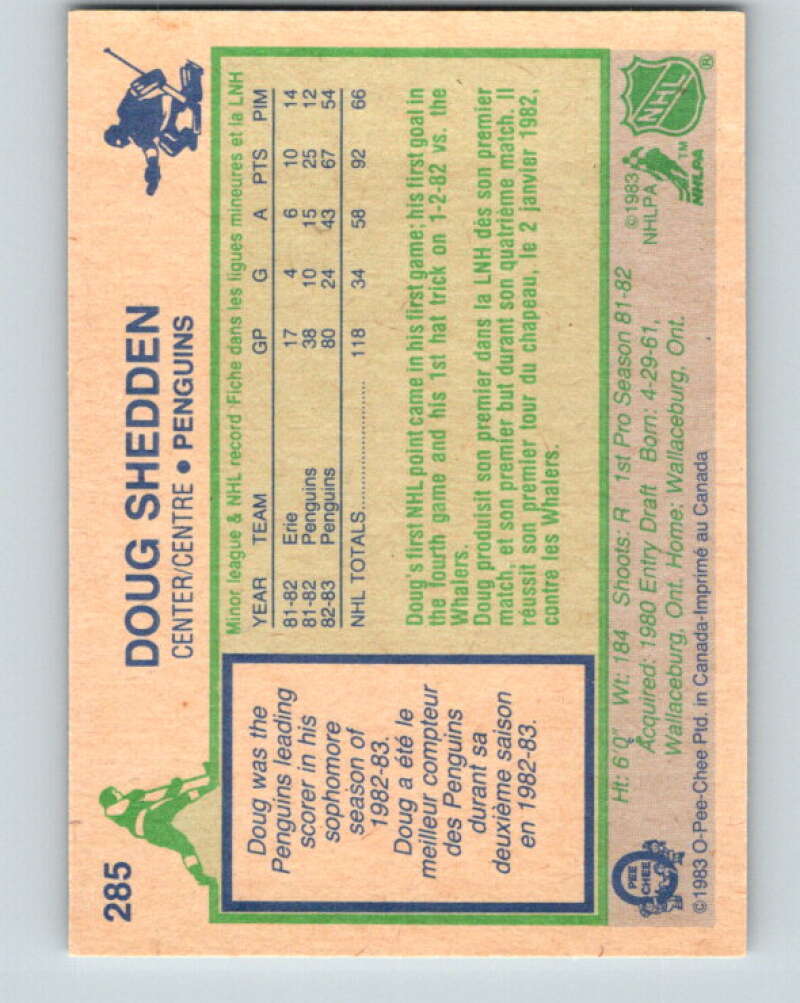 285
DOUG SHEDDEN
CENTER/CENTRE • PENGUINS
Doug was the
Penguins leading
scorer in his
sophomore
season of
1982-83.
Doug a été le
meilleur compteur
des Penguins
durant sa
deuxième saison
en 1982-83.
Minor league & NHL record Fiche dans les ligues mineures et la LNH
YEAR TEAM GP G A PTS PIM
81-82 Erie 17 4 6 10 14
81-82 Penguins 38 10 15 25 12
82-83 Penguins 80 24 43 67 54
NHL TOTALS.................... 118 34 58 92 66
Doug's first NHL point came in his first game; his first goal in
the fourth game and his 1st hat trick on 1-2-82 vs. the
Whalers.
Doug produisit son premier dans la LNH dès son premier
match, et son premier but durant son quatrième match. Il
réussit son premier tour du chapeau, le 2 janvier 1982,
contre les Whalers.
Ht: 6'0" Wt: 184 Shoots: R 1st Pro Season 81-82
Acquired: 1980 Entry Draft Born: 4-29-61,
Wallaceburg, Ont. Home: Wallaceburg, Ont.
©1983 O-Pee-Chee Ptd. in Canada-Imprimé au Canada
O
PEE
CHEE
©1983
NHLPA
NHLPA
TM
NHL
®